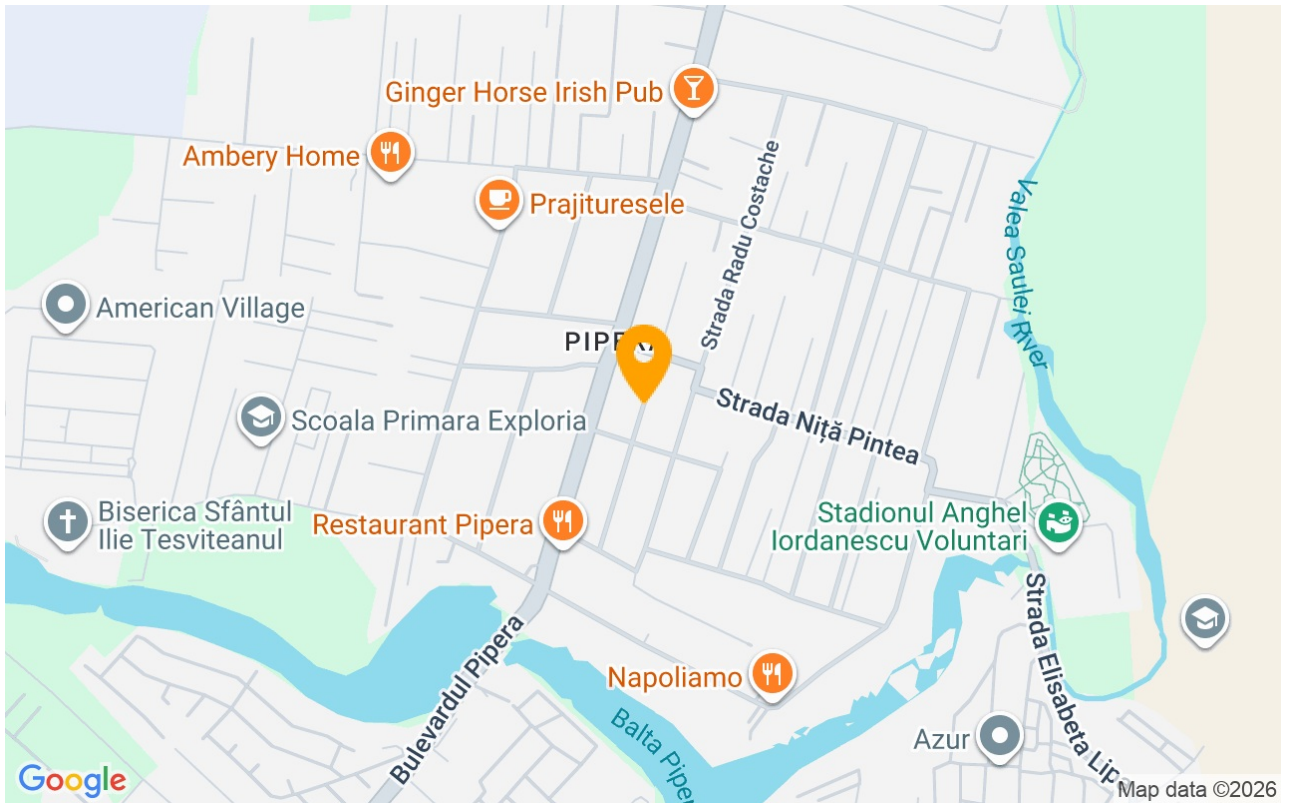 Ginger Horse Irish Pub
Ambery Home
Prajituresele
Strada Radu Costache
Valea Saulei River
American Village
Strada Niță Pintea
Scoala Primara Exploria
Biserica Sfântul
Ilie Tesviteanul
Restaurant Pipera
Stadionul Anghel
Iordanescu Voluntari
Strada Elisabeta Lip
Bulevardul Pipera
Napoliamo
Balta Piper
Azur
Google
Map data ©2026